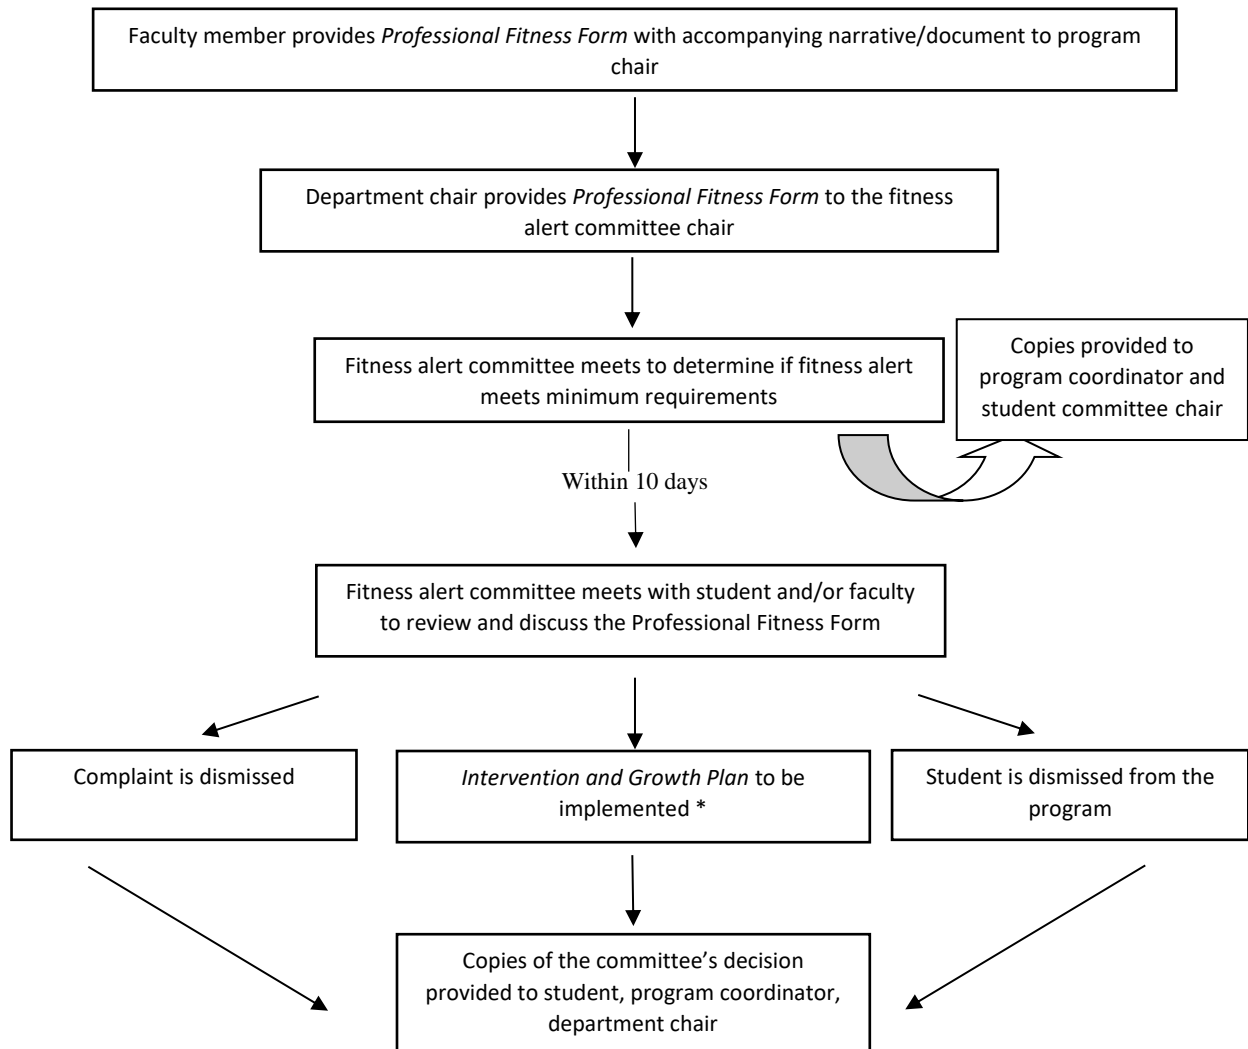 Faculty member provides Professional Fitness Form with accompanying narrative/document to program
chair
Department chair provides Professional Fitness Form to the fitness
alert committee chair
Fitness alert committee meets to determine if fitness alert
meets minimum requirements
Copies provided to
program coordinator and
student committee chair
Within 10 days
Fitness alert committee meets with student and/or faculty
to review and discuss the Professional Fitness Form
Complaint is dismissed
Intervention and Growth Plan to be
implemented *
Student is dismissed from the
program
Copies of the committee’s decision
provided to student, program coordinator,
department chair